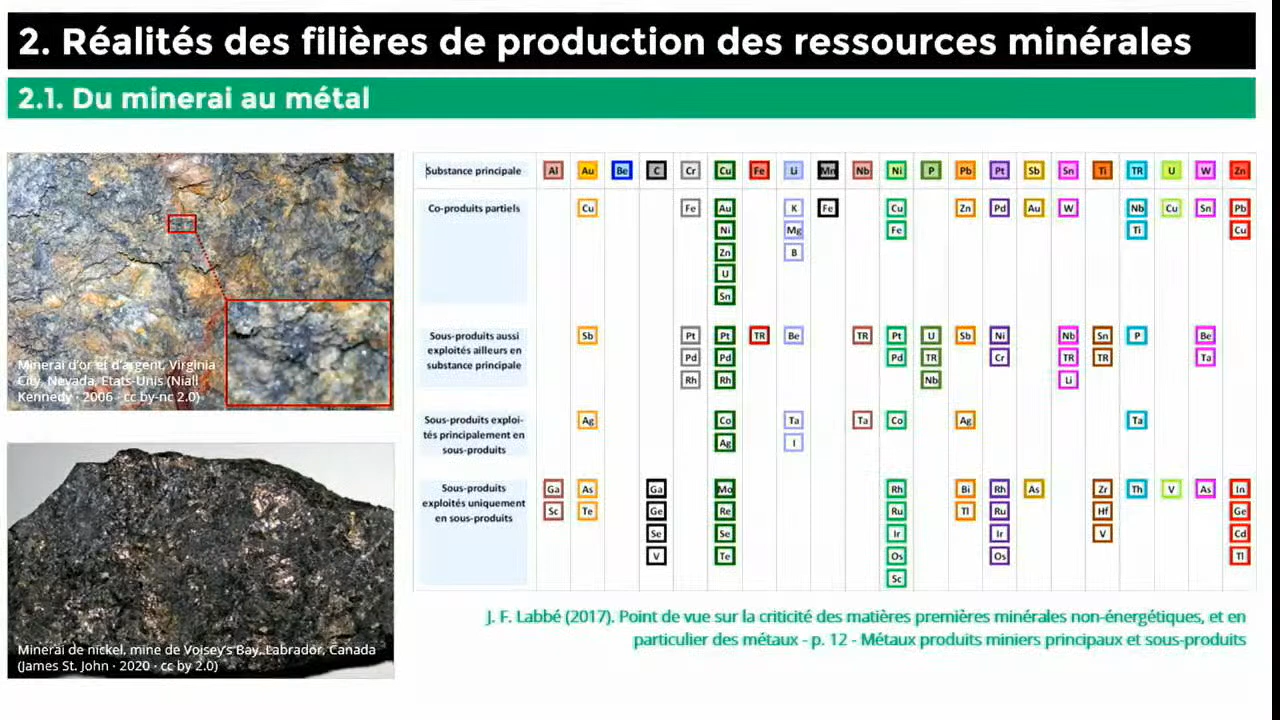 2. Réalités des filières de production des ressources minérales
2.1. Du minerai au métal
Minerai d'or et d'argent, Virginia
City, Nevada, Etats-Unis (Niall
Kennedy · 2006 · cc by-nc 2.0)
Minerai de nickel, mine de Voisey's Bay, Labrador, Canada
(James St. John · 2020 · cc by 2.0)
Substance principale Al Au Be C Cr Cu Fe Li Mn Nb Ni P Pb Pt Sb Sn Ti TR U W Zn
Co-produits partiels Cu Fe Au K Fe Cu Zn Pd Au W Nb Cu Sn Pb
Ni Mg Fe Ti Cu
Zn B
U
Sn
Sous-produits aussi Sb Pt Pt TR Be TR Pt U Sb Ni Nb Sn P Be
exploités ailleurs en Pd Pd Pd TR Cr TR TR Ta
substance principale Rh Rh Nb Li
Sous-produits exploi- Ag Co Ta Ta Co Ag Ta
tés principalement en Ag I
sous-produits
Sous-produits Ga As Ga Mo Rh Bi Rh As Zr Th V As In
exploités uniquement Sc Te Ge Re Ru Tl Ru Hf Ge
en sous-produits Se Se Ir Ir V Cd
V Te Os Os Tl
Sc
J. F. Labbé (2017). Point de vue sur la criticité des matières premières minérales non-énergétiques, et en
particulier des métaux - p. 12 - Métaux produits miniers principaux et sous-produits